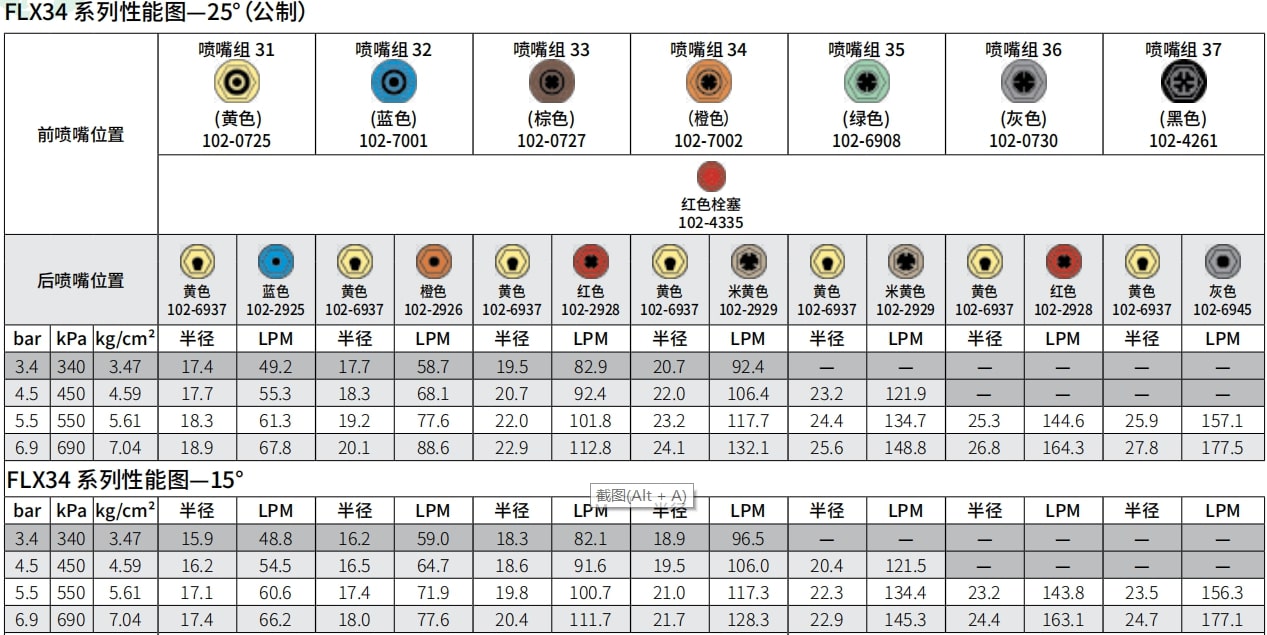 FLX34 系列性能图—25°(公制)
前喷嘴位置
喷嘴组 31 喷嘴组 32 喷嘴组 33 喷嘴组 34 喷嘴组 35 喷嘴组 36 喷嘴组 37
(黄色) (蓝色) (棕色) (橙色) (绿色) (灰色) (黑色)
102-0725 102-7001 102-0727 102-7002 102-6908 102-0730 102-4261
红色栓塞
102-4335
后喷嘴位置
黄色 蓝色 黄色 橙色 黄色 红色 黄色 米黄色 黄色 米黄色 黄色 红色 黄色 灰色
102-6937 102-2925 102-6937 102-2926 102-6937 102-2928 102-6937 102-2929 102-6937 102-2929 102-6937 102-2928 102-6937 102-6945
bar kPa kg/cm² 半径 LPM 半径 LPM 半径 LPM 半径 LPM 半径 LPM 半径 LPM 半径 LPM
3.4 340 3.47 17.4 49.2 17.7 58.7 19.5 82.9 20.7 92.4 — — — — — —
4.5 450 4.59 17.7 55.3 18.3 68.1 20.7 92.4 22.0 106.4 23.2 121.9 — — — —
5.5 550 5.61 18.3 61.3 19.2 77.6 22.0 101.8 23.2 117.7 24.4 134.7 25.3 144.6 25.9 157.1
6.9 690 7.04 18.9 67.8 20.1 88.6 22.9 112.8 24.1 132.1 25.6 148.8 26.8 164.3 27.8 177.5
FLX34 系列性能图—15°
截图(Alt + A)
bar kPa kg/cm² 半径 LPM 半径 LPM 半径 LPM 半径 LPM 半径 LPM 半径 LPM 半径 LPM
3.4 340 3.47 15.9 48.8 16.2 59.0 18.3 82.1 18.9 96.5 — — — — — —
4.5 450 4.59 16.2 54.5 16.5 64.7 18.6 91.6 19.5 106.0 20.4 121.5 — — — —
5.5 550 5.61 17.1 60.6 17.4 71.9 19.8 100.7 21.0 117.3 22.3 134.4 23.2 143.8 23.5 156.3
6.9 690 7.04 17.4 66.2 18.0 77.6 20.4 111.7 21.7 128.3 22.9 145.3 24.4 163.1 24.7 177.1